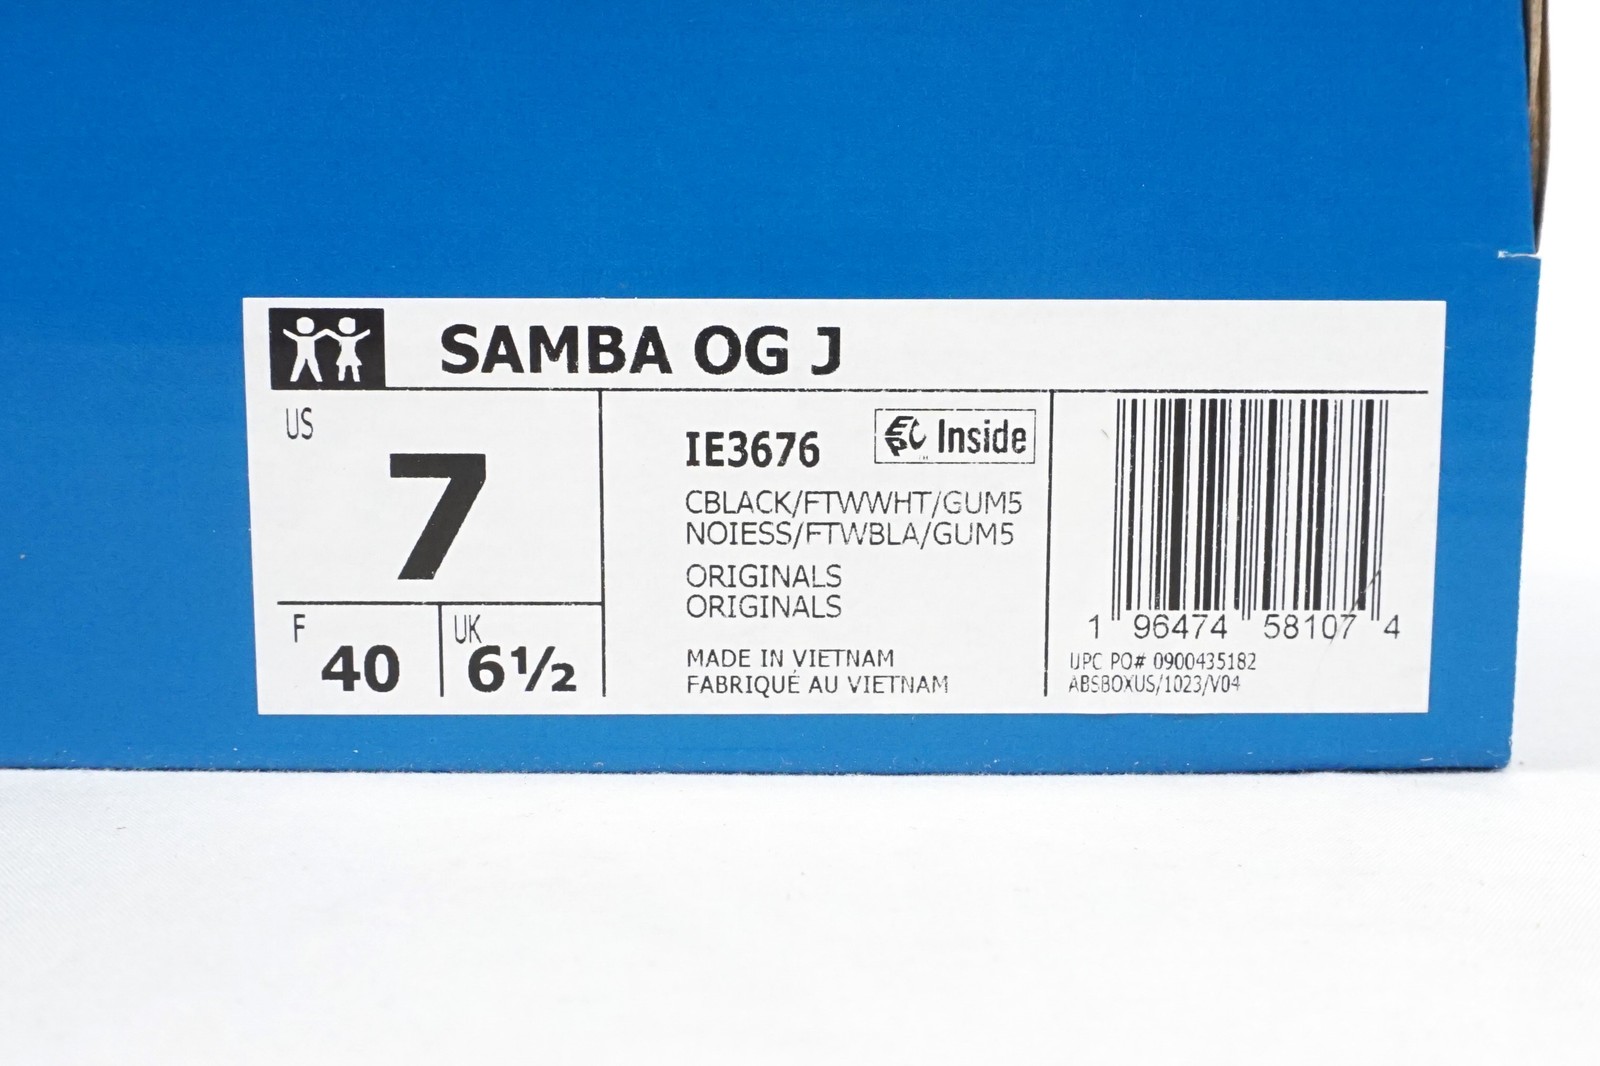 SAMBA OG J
US
7
F
40
UK
6½
IE3676
EPC Inside
CBLACK/FTWWHT/GUM5
NOIESS/FTWBLA/GUM5
ORIGINALS
ORIGINALS
MADE IN VIETNAM
FABRIQUÉ AU VIETNAM
1 96474 58107 4
UPC PO# 0900435182
ABSBOXUS/1023/V04